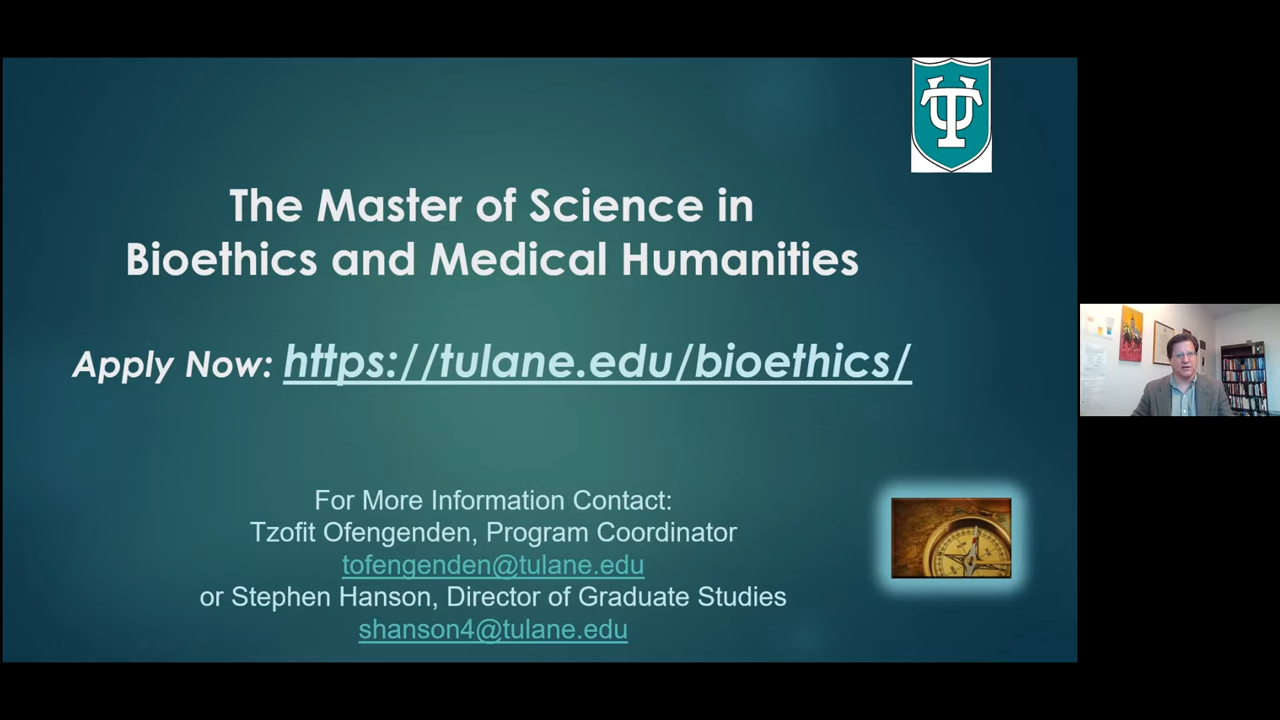 The Master of Science in
Bioethics and Medical Humanities
Apply Now: https://tulane.edu/bioethics/
For More Information Contact:
Tzofit Ofengenden, Program Coordinator
tofengenden@tulane.edu
or Stephen Hanson, Director of Graduate Studies
shanson4@tulane.edu